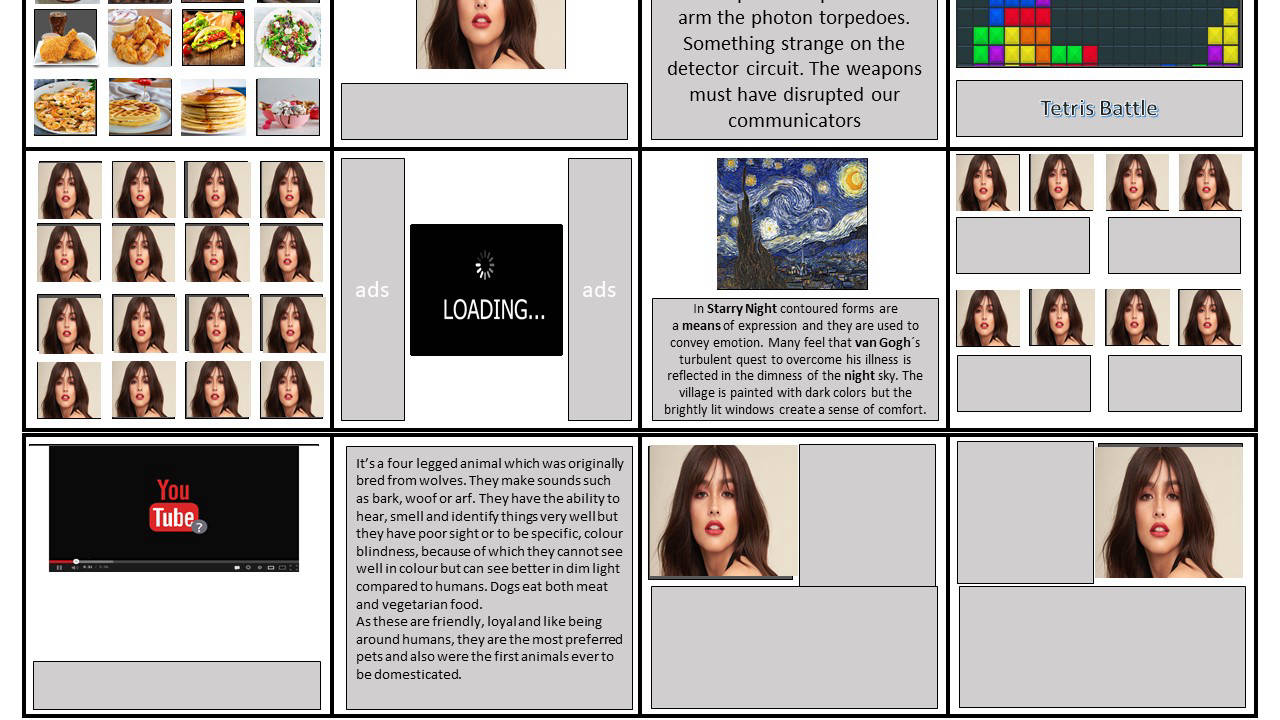 arm the photon torpedoes.
Something strange on the
detector circuit. The weapons
must have disrupted our
communicators
Tetris Battle
ads
LOADING...
ads
In Starry Night contoured forms are
a means of expression and they are used to
convey emotion. Many feel that van Gogh´s
turbulent quest to overcome his illness is
reflected in the dimness of the night sky. The
village is painted with dark colors but the
brightly lit windows create a sense of comfort.
You
Tube
?
It’s a four legged animal which was originally
bred from wolves. They make sounds such
as bark, woof or arf. They have the ability to
hear, smell and identify things very well but
they have poor sight or to be specific, colour
blindness, because of which they cannot see
well in colour but can see better in dim light
compared to humans. Dogs eat both meat
and vegetarian food.
As these are friendly, loyal and like being
around humans, they are the most preferred
pets and also were the first animals ever to
be domesticated.